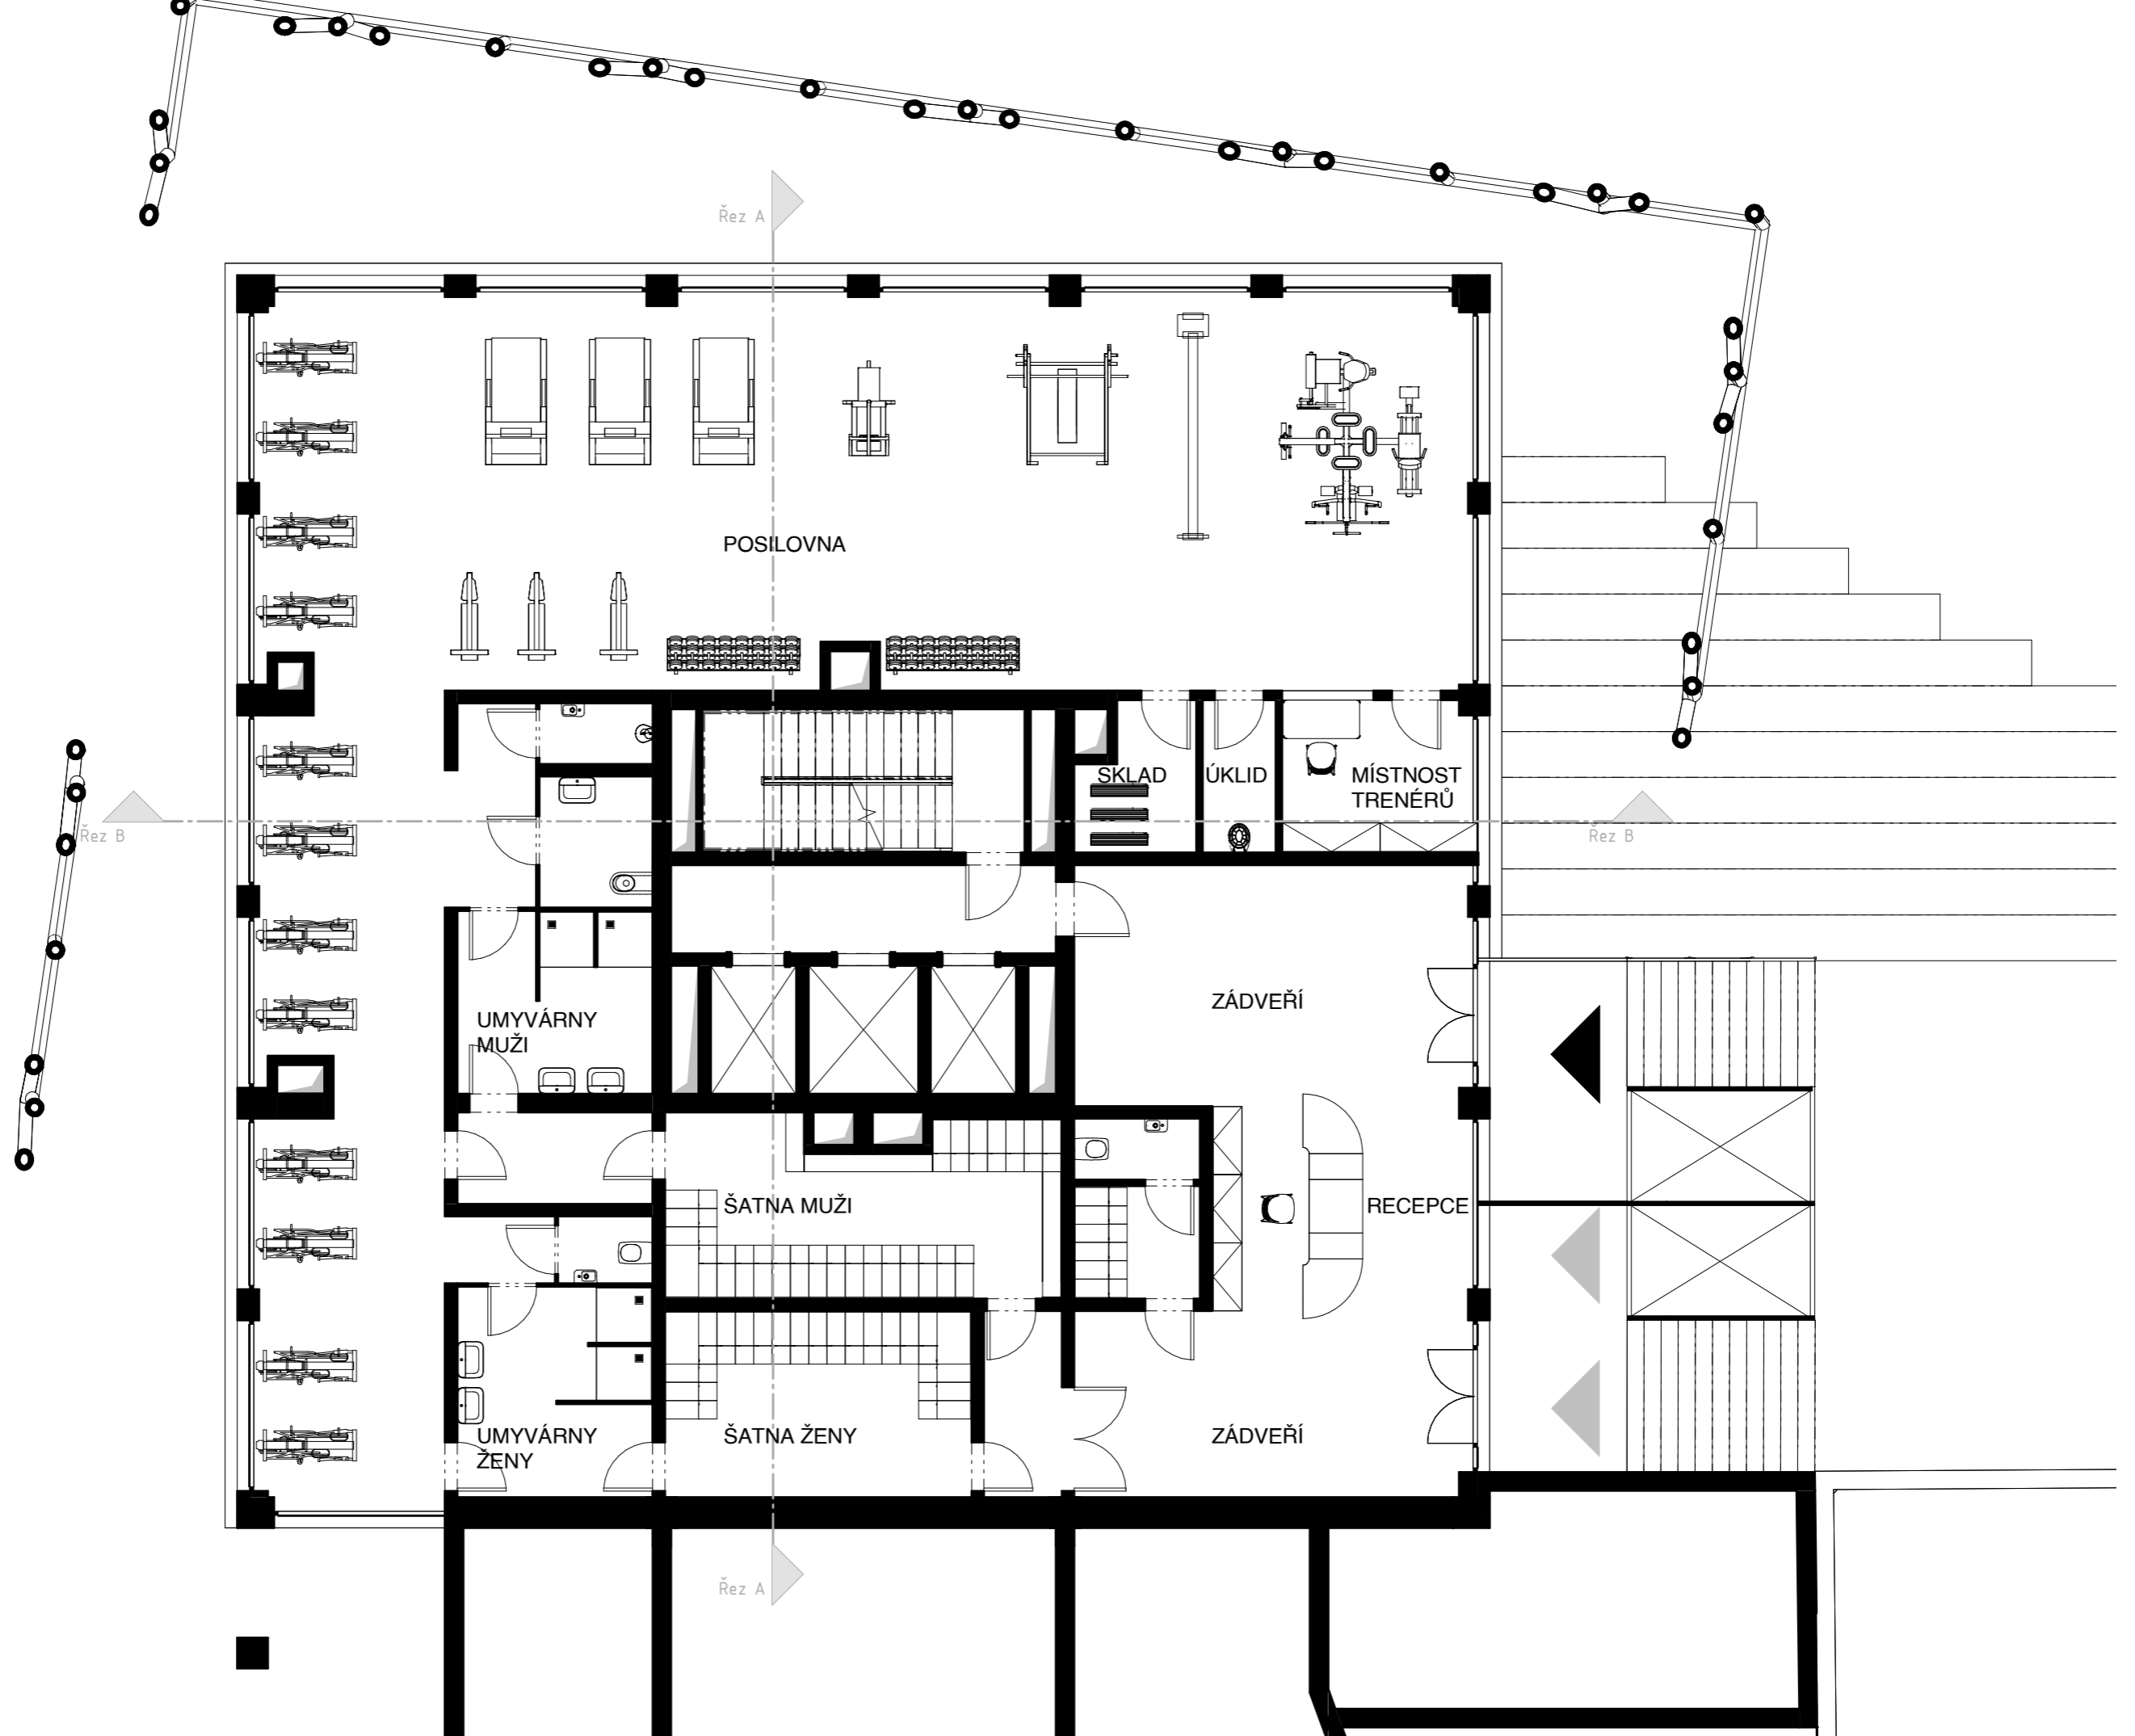 Řez A
POSILOVNA
SKLAD
ÚKLID
MÍSTNOST
TRENÉRŮ
Řez B
Řez B
ZÁDVEŘÍ
UMYVÁRNY
MUŽI
ŠATNA MUŽI
RECEPCE
UMYVÁRNY
ŽENY
ŠATNA ŽENY
ZÁDVEŘÍ
Řez A